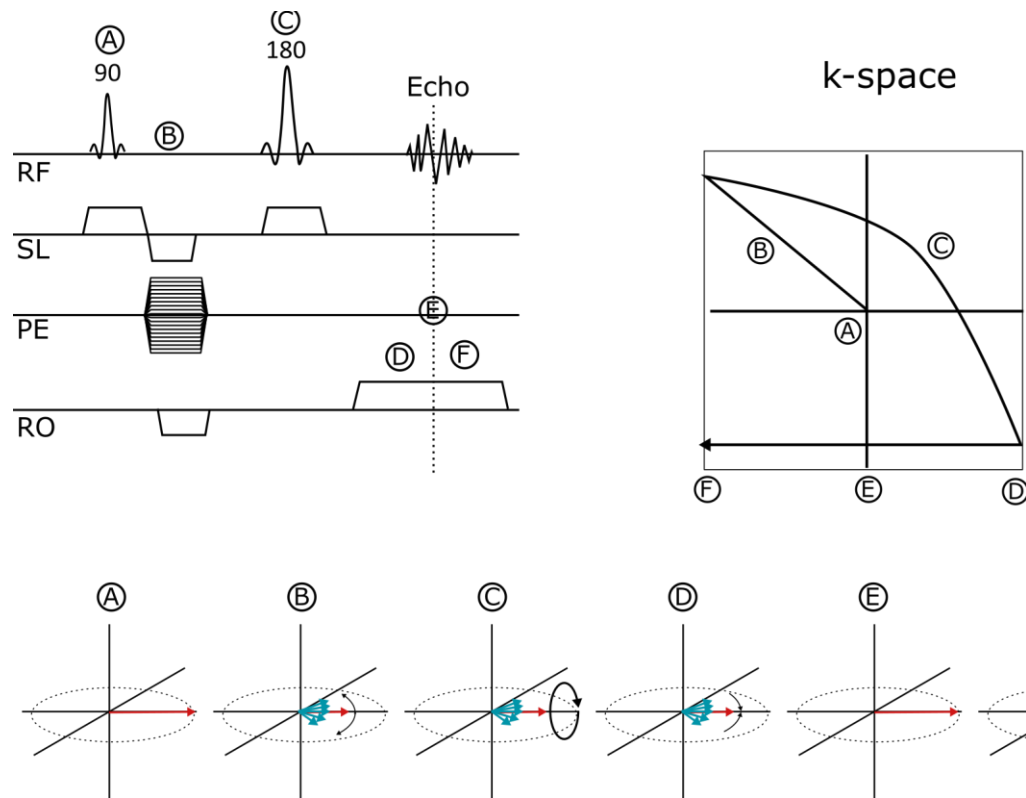 Ⓐ
90
Ⓑ
Ⓒ
180
Echo
RF
SL
PE
Ⓔ
Ⓓ
Ⓕ
RO
k-space
Ⓑ
Ⓒ
Ⓐ
Ⓕ Ⓔ Ⓓ
Ⓐ Ⓑ Ⓒ Ⓓ Ⓔ